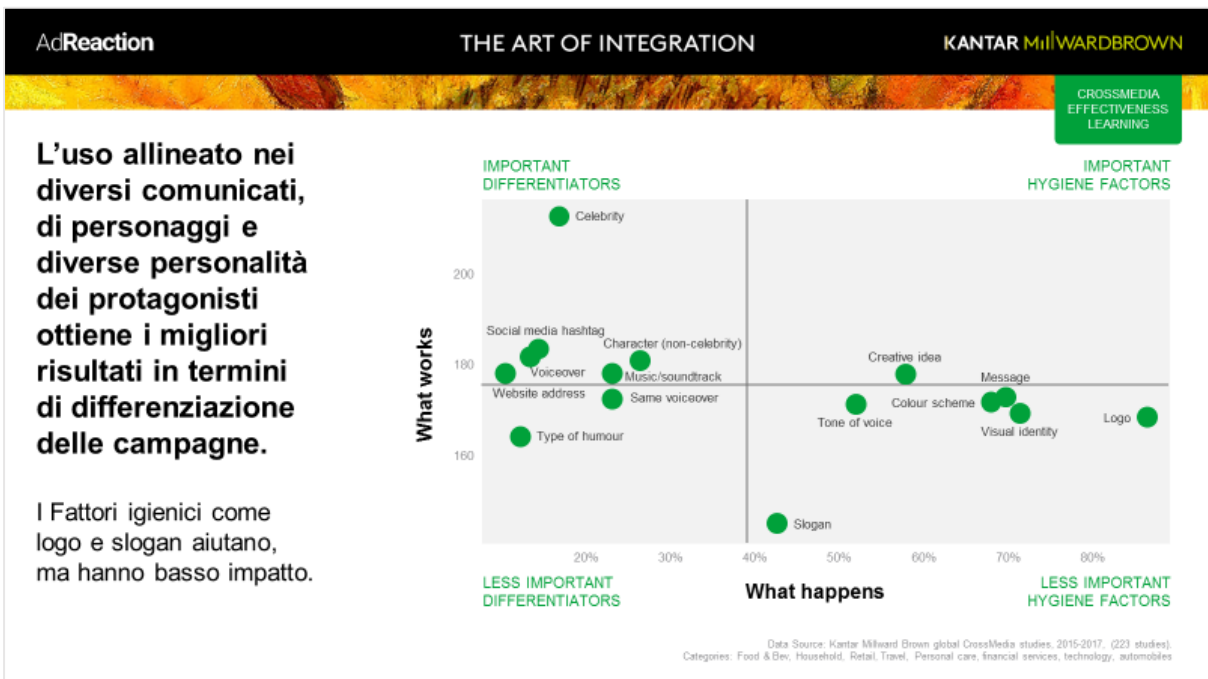 AdReaction
THE ART OF INTEGRATION
KANTAR MillWARDBROWN
CROSSMEDIA
EFFECTIVENESS
LEARNING
L’uso allineato nei
diversi comunicati,
di personaggi e
diverse personalità
dei protagonisti
ottiene i migliori
risultati in termini
di differenziazione
delle campagne.
I Fattori igienici come
logo e slogan aiutano,
ma hanno basso impatto.
IMPORTANT
DIFFERENTIATORS
IMPORTANT
HYGIENE FACTORS
What works
200
180
160
Celebrity
Social media hashtag
Character (non-celebrity)
Voiceover
Music/soundtrack
Website address
Same voiceover
Type of humour
Creative idea
Message
Colour scheme
Tone of voice
Visual identity
Logo
Slogan
20%
30%
40%
50%
60%
70%
80%
LESS IMPORTANT
DIFFERENTIATORS
What happens
LESS IMPORTANT
HYGIENE FACTORS
Data Source: Kantar Millward Brown global CrossMedia studies, 2015-2017, (223 studies).
Categories: Food & Bev, Household, Retail, Travel, Personal care, financial services, technology, automobiles